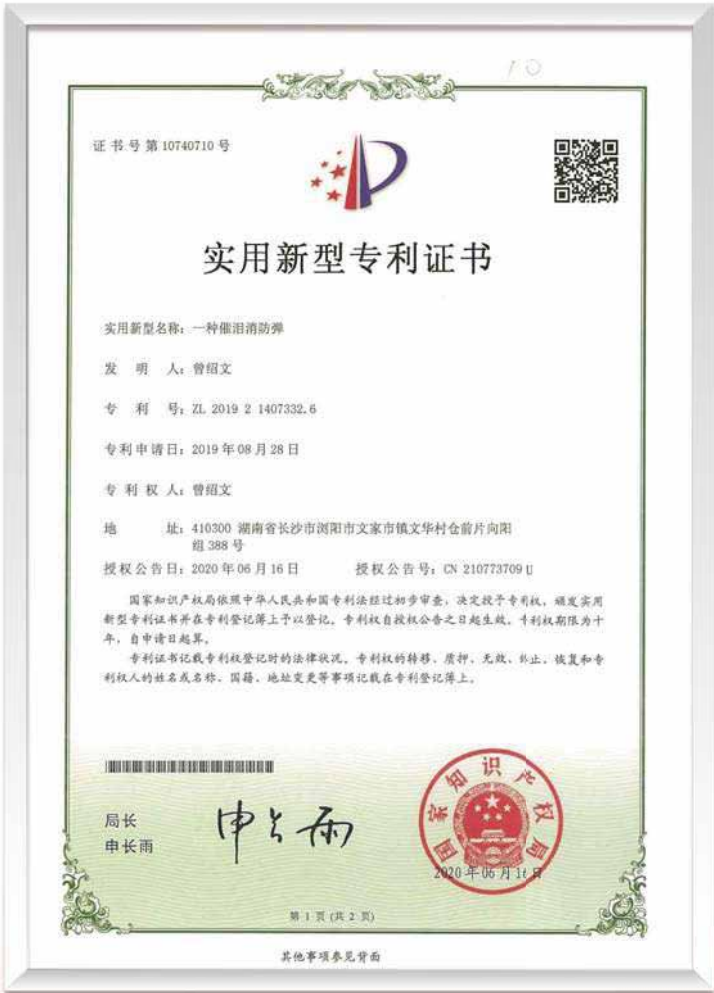 10
证书号第10740710号
实用新型专利证书
实用新型名称：一种催泪消防弹
发明人：曾绍文
专利号：ZL 2019 2 1407332.6
专利申请日：2019年08月28日
专利权人：曾绍文
地址：410300 湖南省长沙市浏阳市文家市镇文华村仓前片向阳
组388号
授权公告日：2020年06月16日 授权公告号：CN 210773709 U
国家知识产权局依照中华人民共和国专利法经过初步审查，决定授予专利权，颁发实用
新型专利证书并在专利登记簿上予以登记。专利权自授权公告之日起生效。专利权期限为十
年，自申请日起算。
专利证书记载专利权登记时的法律状况。专利权的转移、质押、无效、终止、恢复和专
利权人的姓名或名称、国籍、地址变更等事项记载在专利登记簿上。
局长
申长雨
申长雨
国家知识产权局
2020年06月16日
第 1 页 (共 2 页)
其他事项参见背面